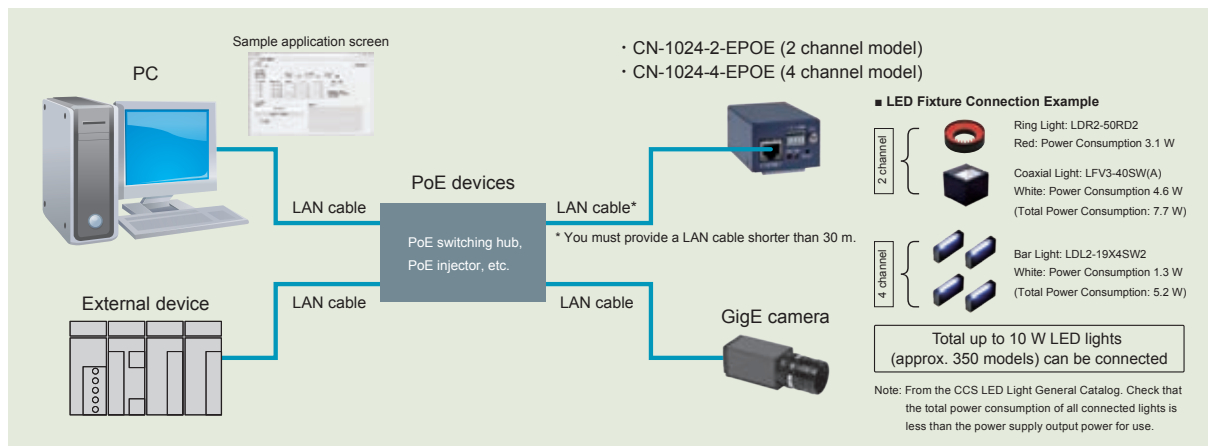 Sample application screen
PC
・CN-1024-2-EPOE (2 channel model)
・CN-1024-4-EPOE (4 channel model)
■ LED Fixture Connection Example
2 channel
Ring Light: LDR2-50RD2
Red: Power Consumption 3.1 W
Coaxial Light: LFV3-40SW(A)
White: Power Consumption 4.6 W
(Total Power Consumption: 7.7 W)
4 channel
Bar Light: LDL2-19X4SW2
White: Power Consumption 1.3 W
(Total Power Consumption: 5.2 W)
Total up to 10 W LED lights
(approx. 350 models) can be connected
Note: From the CCS LED Light General Catalog. Check that
the total power consumption of all connected lights is
less than the power supply output power for use.
PoE devices
LAN cable
LAN cable*
* You must provide a LAN cable shorter than 30 m.
PoE switching hub,
PoE injector, etc.
External device
LAN cable
LAN cable
GigE camera